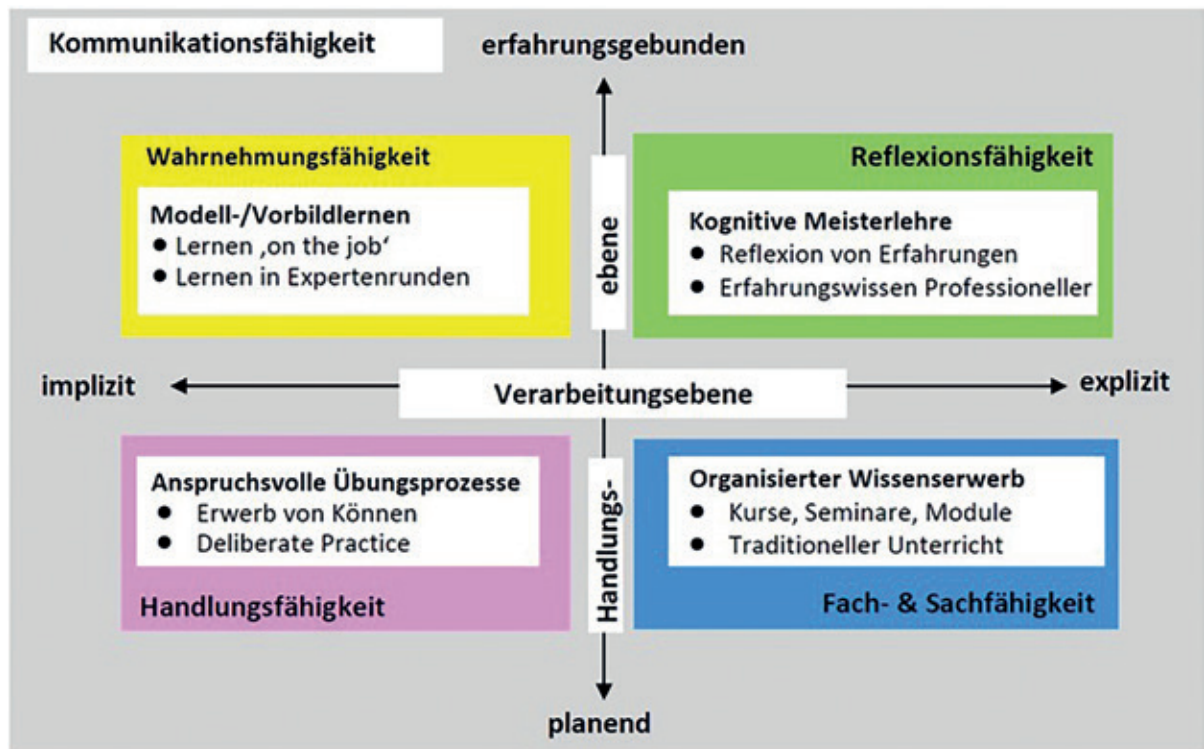 Kommunikationsfähigkeit
erfahrungsgebunden
Wahrnehmungsfähigkeit
Modell-/Vorbildlernen
● Lernen ‚on the job‘
● Lernen in Expertenrunden
Reflexionsfähigkeit
Kognitive Meisterlehre
● Reflexion von Erfahrungen
● Erfahrungswissen Professioneller
ebene
implizit
Verarbeitungsebene
explizit
Handlungs-
Anspruchsvolle Übungsprozesse
● Erwerb von Können
● Deliberate Practice
Handlungsfähigkeit
Organisierter Wissenserwerb
● Kurse, Seminare, Module
● Traditioneller Unterricht
Fach- & Sachfähigkeit
planend